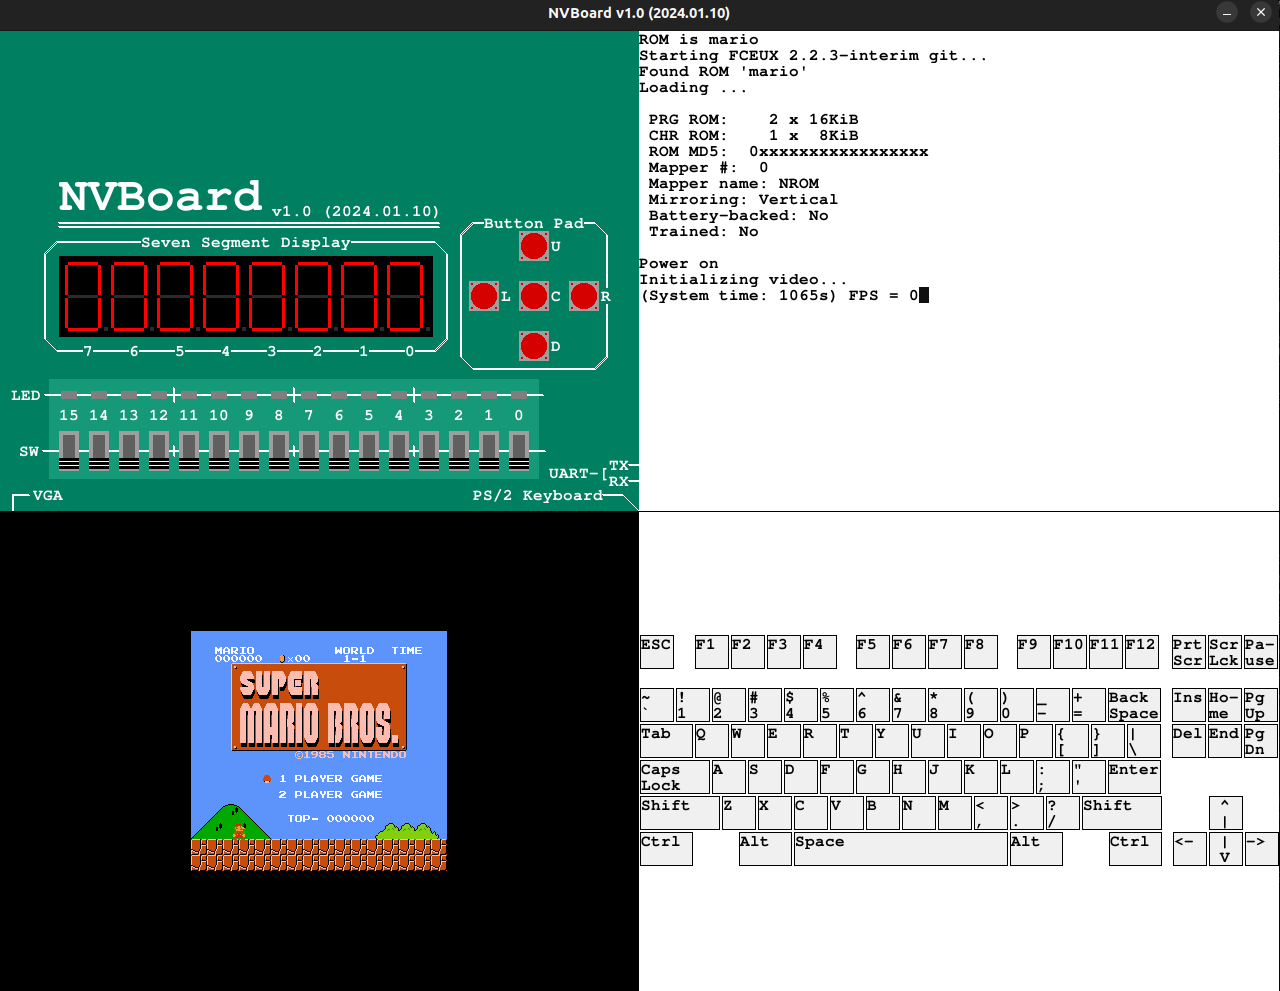 NVBoard v1.0 (2024.01.10)
NVBoard v1.0 (2024.01.10)
Seven Segment Display
00000000
7 6 5 4 3 2 1 0
Button Pad
U
L C R
D
LED
15 14 13 12 11 10 9 8 7 6 5 4 3 2 1 0
SW
UART-[
TX
RX
VGA
PS/2 Keyboard
ROM is mario
Starting FCEUX 2.2.3-interim git...
Found ROM 'mario'
Loading ...
PRG ROM: 2 x 16KiB
CHR ROM: 1 x 8KiB
ROM MD5: 0xxxxxxxxxxxxxxxxx
Mapper #: 0
Mapper name: NROM
Mirroring: Vertical
Battery-backed: No
Trained: No
Power on
Initializing video...
(System time: 1065s) FPS = 0
MARIO WORLD TIME
000000 x00 1-1
SUPER
MARIO BROS.
©1985 NINTENDO
1 PLAYER GAME
2 PLAYER GAME
TOP- 000000
ESC F1 F2 F3 F4 F5 F6 F7 F8 F9 F10 F11 F12 Prt Scr Pa-
Scr Lck use
~ ! @ # $ % ^ & * ( ) _ + Back Ins Ho- Pg
` 1 2 3 4 5 6 7 8 9 0 - = Space me Up
Tab Q W E R T Y U I O P { } | Del End Pg
[ ] \ Dn
Caps A S D F G H J K L : " Enter
Lock ; '
Shift Z X C V B N M < > ? Shift ^
, . / |
Ctrl Alt Space Alt Ctrl <- | ->
V